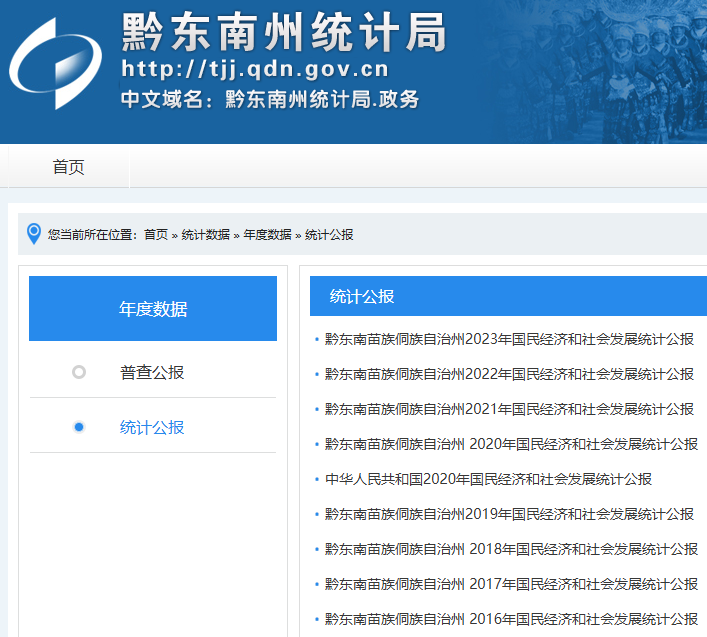 黔东南州统计局
http://tjj.qdn.gov.cn
中文域名：黔东南州统计局.政务
首页
您当前所在位置：首页 » 统计数据 » 年度数据 » 统计公报
年度数据
普查公报
统计公报
统计公报
黔东南苗族侗族自治州2023年国民经济和社会发展统计公报
黔东南苗族侗族自治州2022年国民经济和社会发展统计公报
黔东南苗族侗族自治州2021年国民经济和社会发展统计公报
黔东南苗族侗族自治州 2020年国民经济和社会发展统计公报
中华人民共和国2020年国民经济和社会发展统计公报
黔东南苗族侗族自治州2019年国民经济和社会发展统计公报
黔东南苗族侗族自治州 2018年国民经济和社会发展统计公报
黔东南苗族侗族自治州 2017年国民经济和社会发展统计公报
黔东南苗族侗族自治州 2016年国民经济和社会发展统计公报